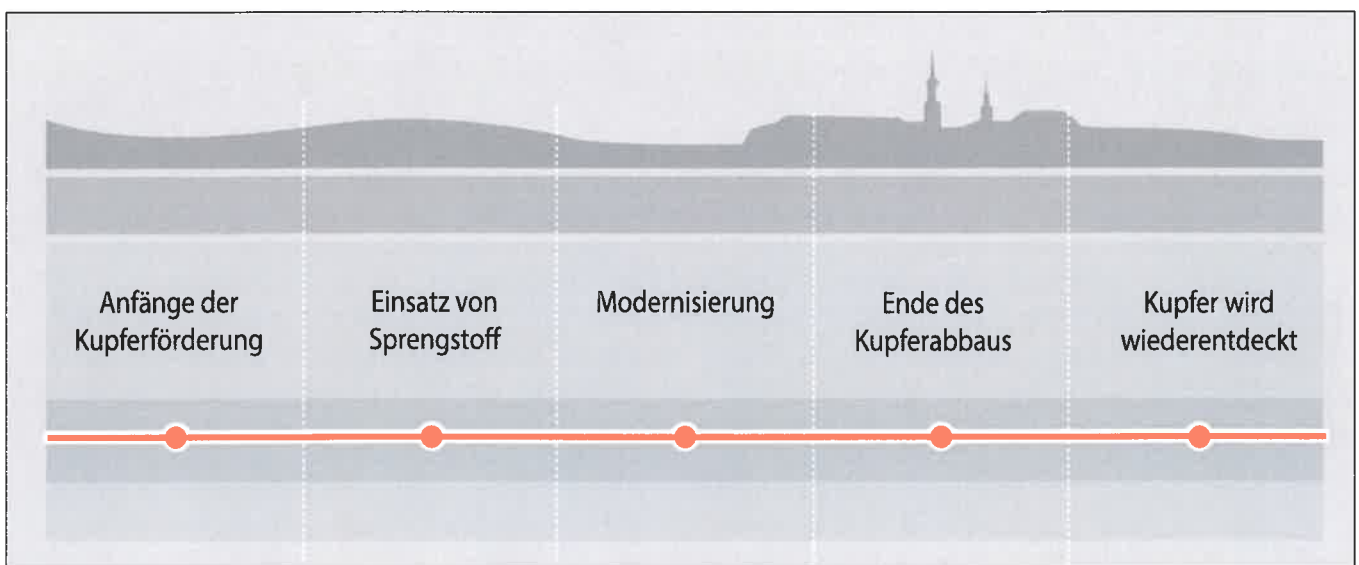 Anfänge der
Kupferförderung
Einsatz von
Sprengstoff
Modernisierung
Ende des
Kupferabbaus
Kupfer wird
wiederentdeckt